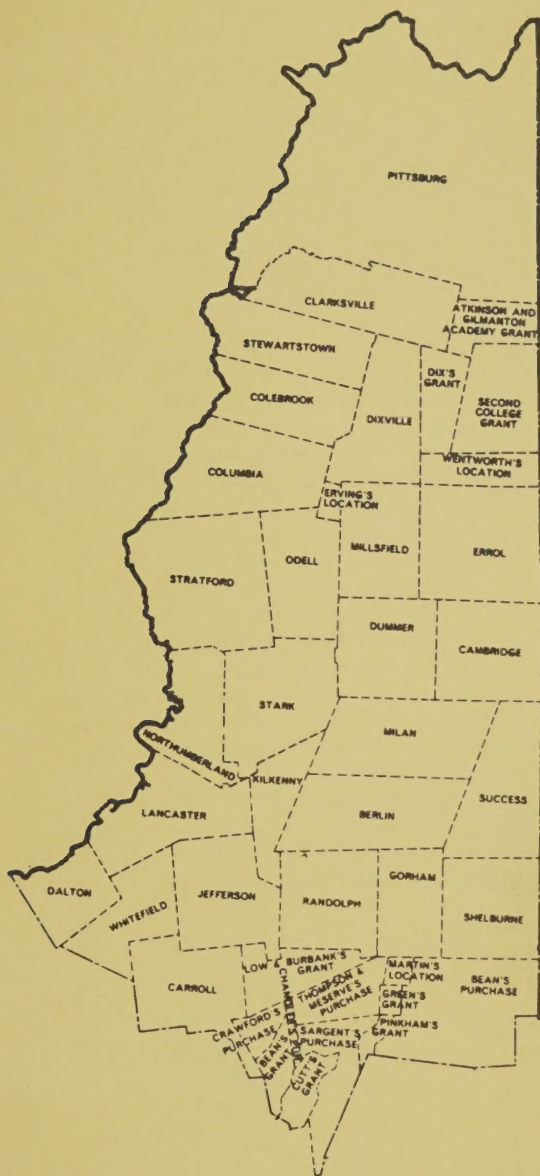 PITTSBURG
CLARKSVILLE
ATKINSON AND
GILMANTON
ACADEMY GRANT
STEWARTSTOWN
DIX'S
GRANT
COLEBROOK
SECOND
COLLEGE
GRANT
DIXVILLE
WENTWORTH'S
LOCATION
COLUMBIA
ERVING'S
LOCATION
MILLSFIELD
ERROL
ODELL
STRATFORD
DUMMER
CAMBRIDGE
STARK
MILAN
NORTHUMBERLAND
KILKENNY
SUCCESS
LANCASTER
BERLIN
GORHAM
DALTON
JEFFERSON
RANDOLPH
WHITEFIELD
SHELBURNE
LOW &
BURBANK'S
GRANT
MARTIN'S
LOCATION
BEAN'S
PURCHASE
CARROLL
THOMPSON &
MESERVE'S
PURCHASE
GREEN'S
GRANT
CRAWFORD'S
PURCHASE
SARGENT'S
PURCHASE
PINKHAM'S
GRANT
BEAN'S
GRANT
CUTT'S
GRANT